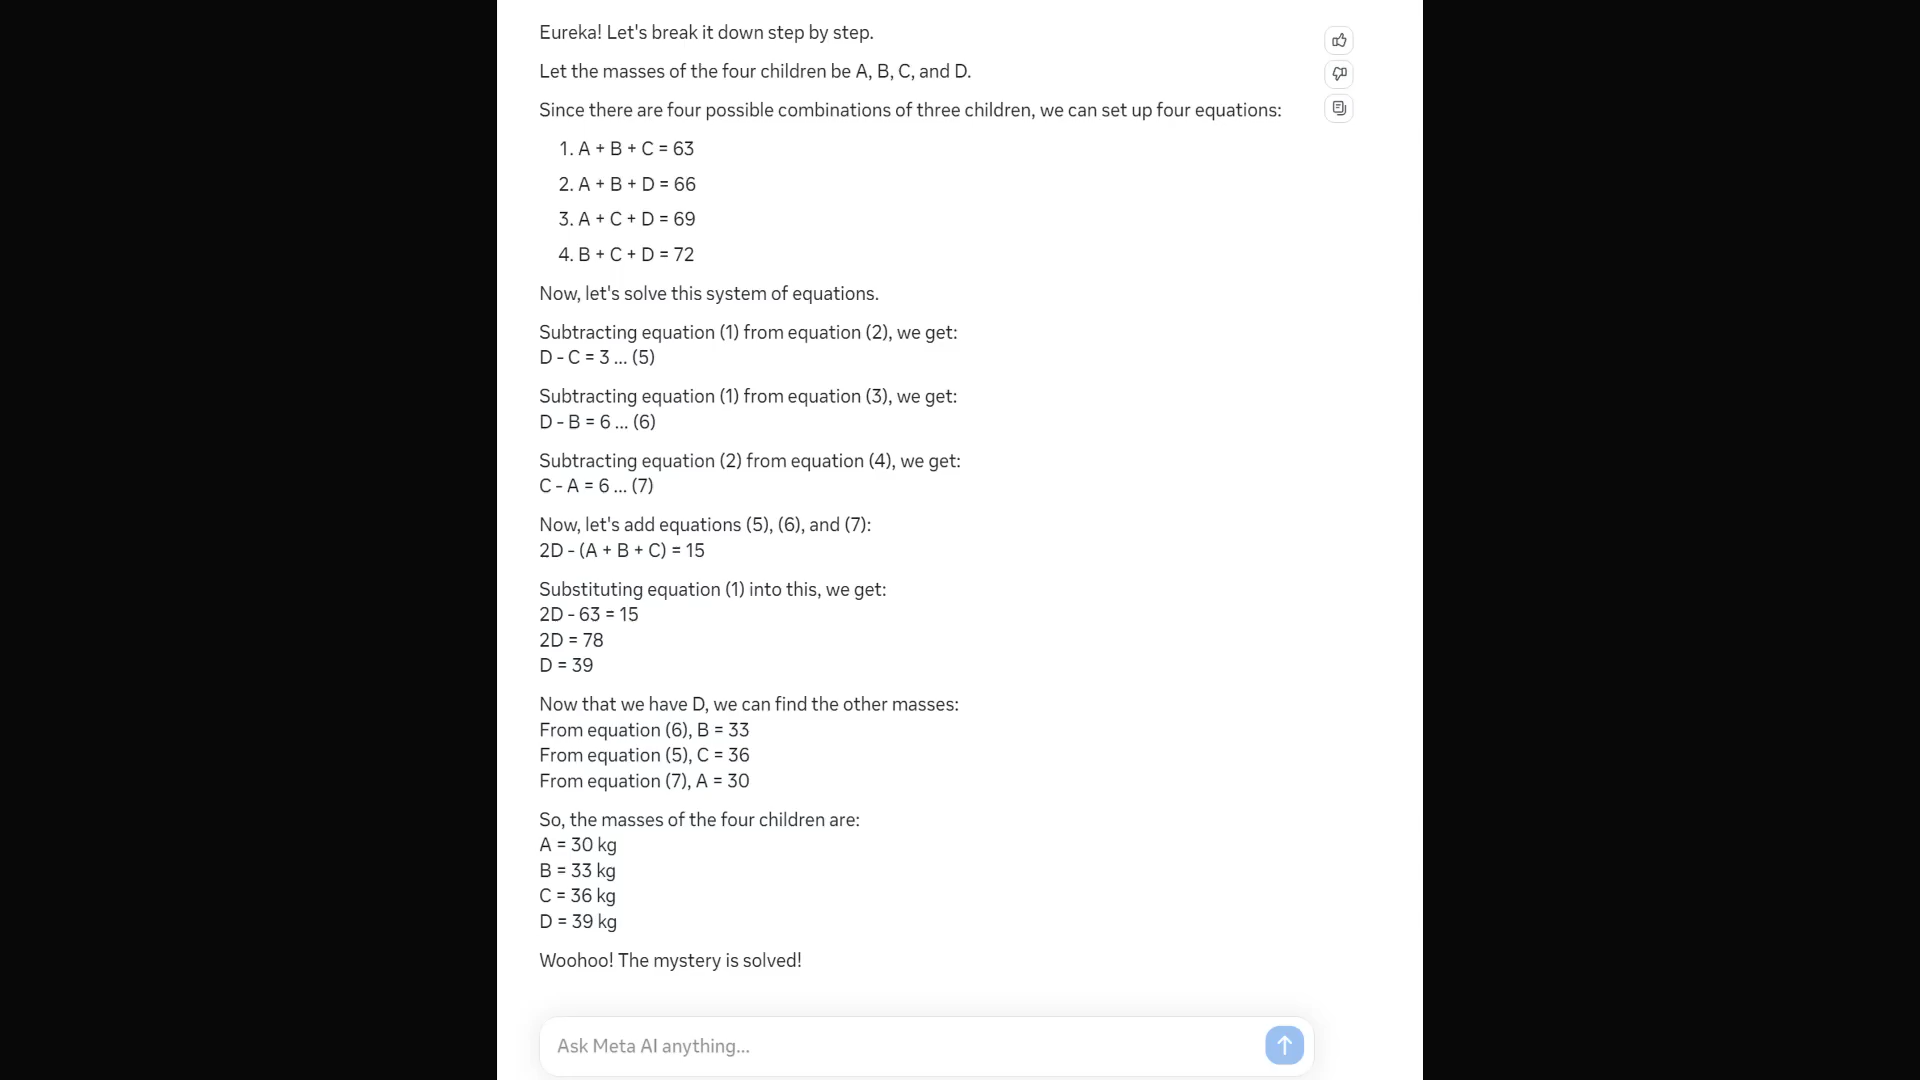 Eureka! Let's break it down step by step.
Let the masses of the four children be A, B, C, and D.
Since there are four possible combinations of three children, we can set up four equations:
1. A + B + C = 63
2. A + B + D = 66
3. A + C + D = 69
4. B + C + D = 72
Now, let's solve this system of equations.
Subtracting equation (1) from equation (2), we get:
D - C = 3 ... (5)
Subtracting equation (1) from equation (3), we get:
D - B = 6 ... (6)
Subtracting equation (2) from equation (4), we get:
C - A = 6 ... (7)
Now, let's add equations (5), (6), and (7):
2D - (A + B + C) = 15
Substituting equation (1) into this, we get:
2D - 63 = 15
2D = 78
D = 39
Now that we have D, we can find the other masses:
From equation (6), B = 33
From equation (5), C = 36
From equation (7), A = 30
So, the masses of the four children are:
A = 30 kg
B = 33 kg
C = 36 kg
D = 39 kg
Woohoo! The mystery is solved!
Ask Meta AI anything...